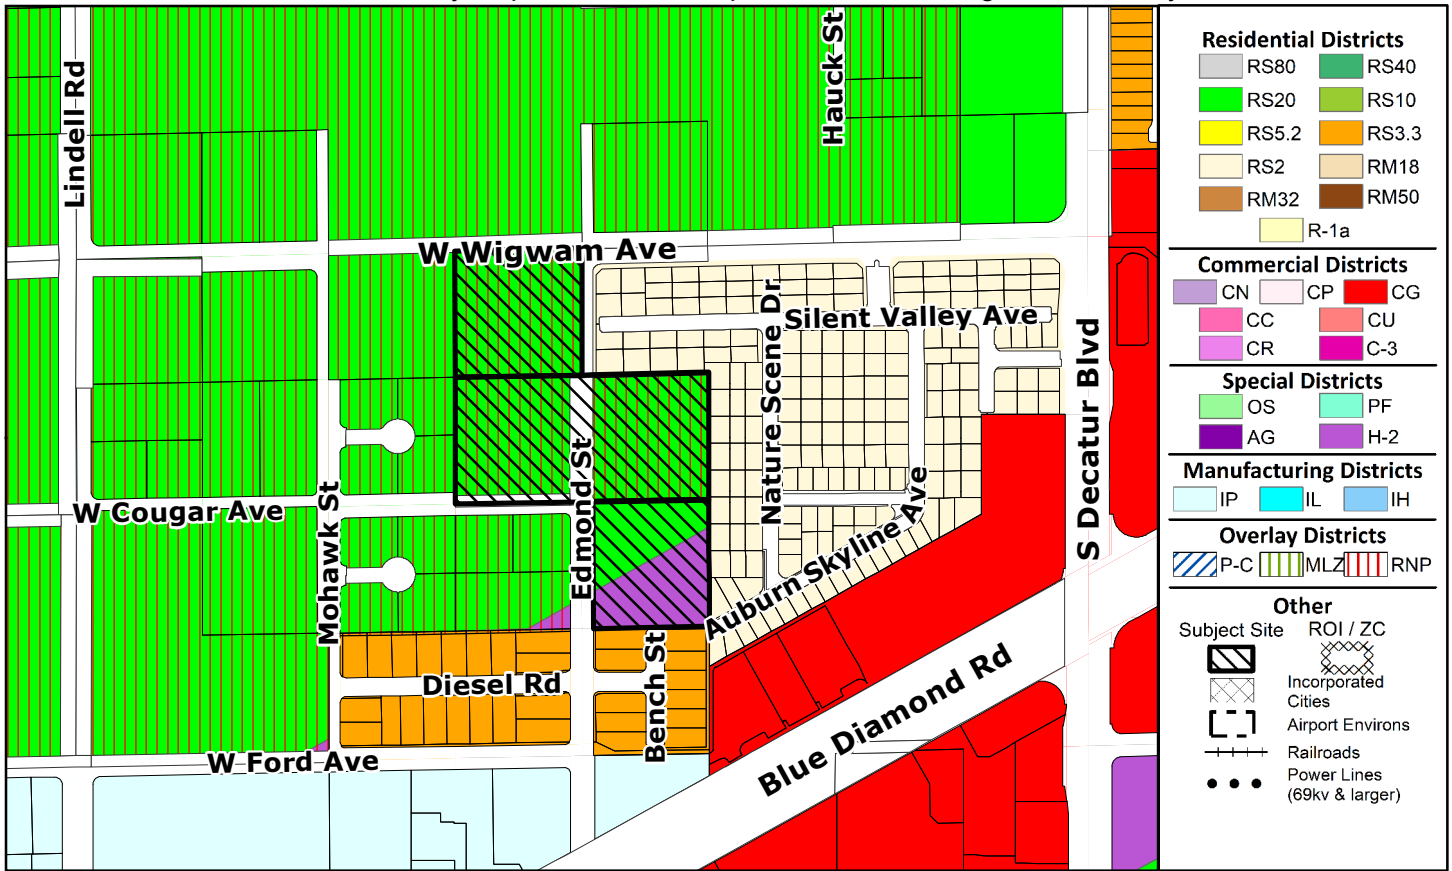 Lindell Rd
Hauck St
W Wigwam Ave
Nature Scene Dr
Silent Valley Ave
S Decatur Blvd
Edmond St
W Cougar Ave
Mohawk St
Auburn Skyline Ave
Diesel Rd
Bench St
Blue Diamond Rd
W Ford Ave
Residential Districts
RS80 RS40
RS20 RS10
RS5.2 RS3.3
RS2 RM18
RM32 RM50
R-1a
Commercial Districts
CN CP CG
CC CU
CR C-3
Special Districts
OS PF
AG H-2
Manufacturing Districts
IP IL IH
Overlay Districts
P-C MLZ RNP
Other
Subject Site ROI / ZC
Incorporated
Cities
Airport Environs
Railroads
Power Lines
(69kv & larger)